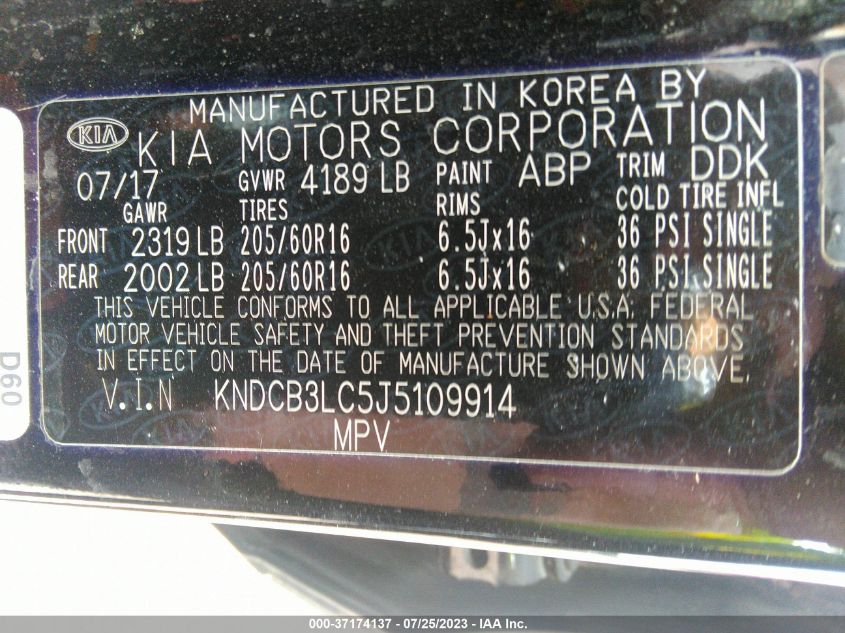 MANUFACTURED IN KOREA BY
KIA KIA MOTORS CORPORATION
07/17 GVWR 4189 LB PAINT ABP TRIM DDK
GAWR TIRES RIMS COLD TIRE INFL
FRONT 2319 LB 205/60R16 6.5Jx16 36 PSI SINGLE
REAR 2002 LB 205/60R16 6.5Jx16 36 PSI SINGLE
THIS VEHICLE CONFORMS TO ALL APPLICABLE U.S.A. FEDERAL
MOTOR VEHICLE SAFETY AND THEFT PREVENTION STANDARDS
IN EFFECT ON THE DATE OF MANUFACTURE SHOWN ABOVE.
V.I.N KNDCB3LC5J5109914
MPV
D60
000-37174137 - 07/25/2023 - IAA Inc.